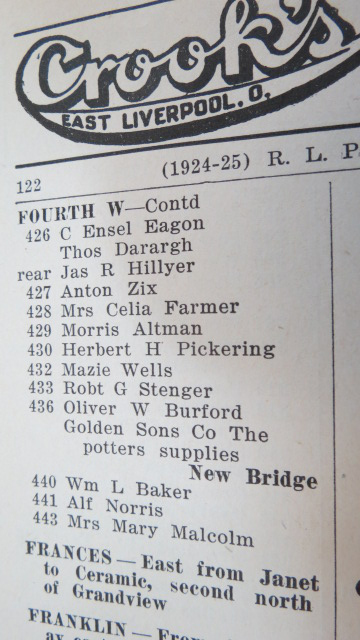 Crook's
EAST LIVERPOOL, O.
122 (1924-25) R. L. P
FOURTH W—Contd
426 C Ensel Eagon
Thos Darargh
rear Jas R Hillyer
427 Anton Zix
428 Mrs Celia Farmer
429 Morris Altman
430 Herbert H Pickering
432 Mazie Wells
433 Robt G Stenger
436 Oliver W Burford
Golden Sons Co The
potters supplies
New Bridge
440 Wm L Baker
441 Alf Norris
443 Mrs Mary Malcolm
FRANCES — East from Janet
to Ceramic, second north
of Grandview
FRANKLIN — From